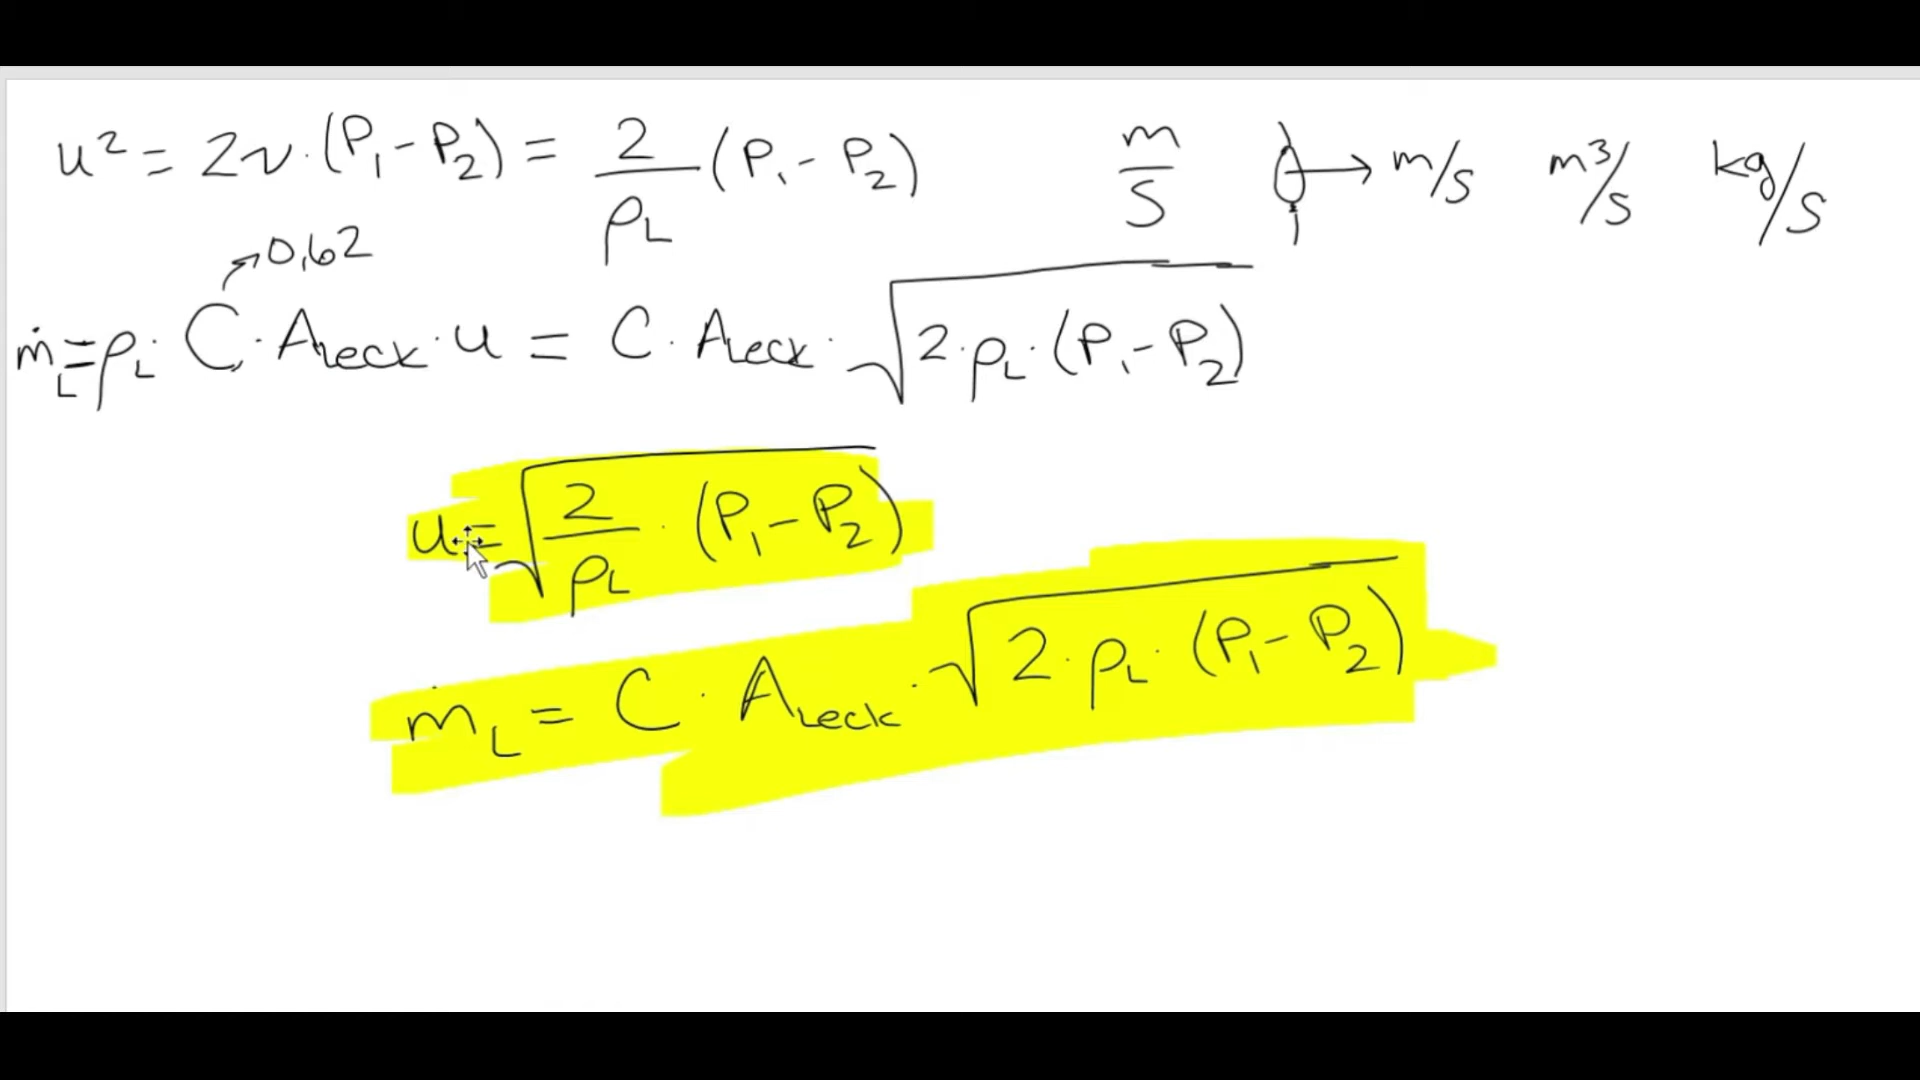 u² = 2v·(P₁-P₂) = 2/ρL (P₁-P₂) m/s → m/s m³/s kg/s
→0,62
ṁL = ρL· C·ALeck·u = C·ALeck·√(2·ρL·(P₁-P₂))
u = √(2/ρL · (P₁-P₂))
ṁL = C·ALeck·√(2·ρL·(P₁-P₂))